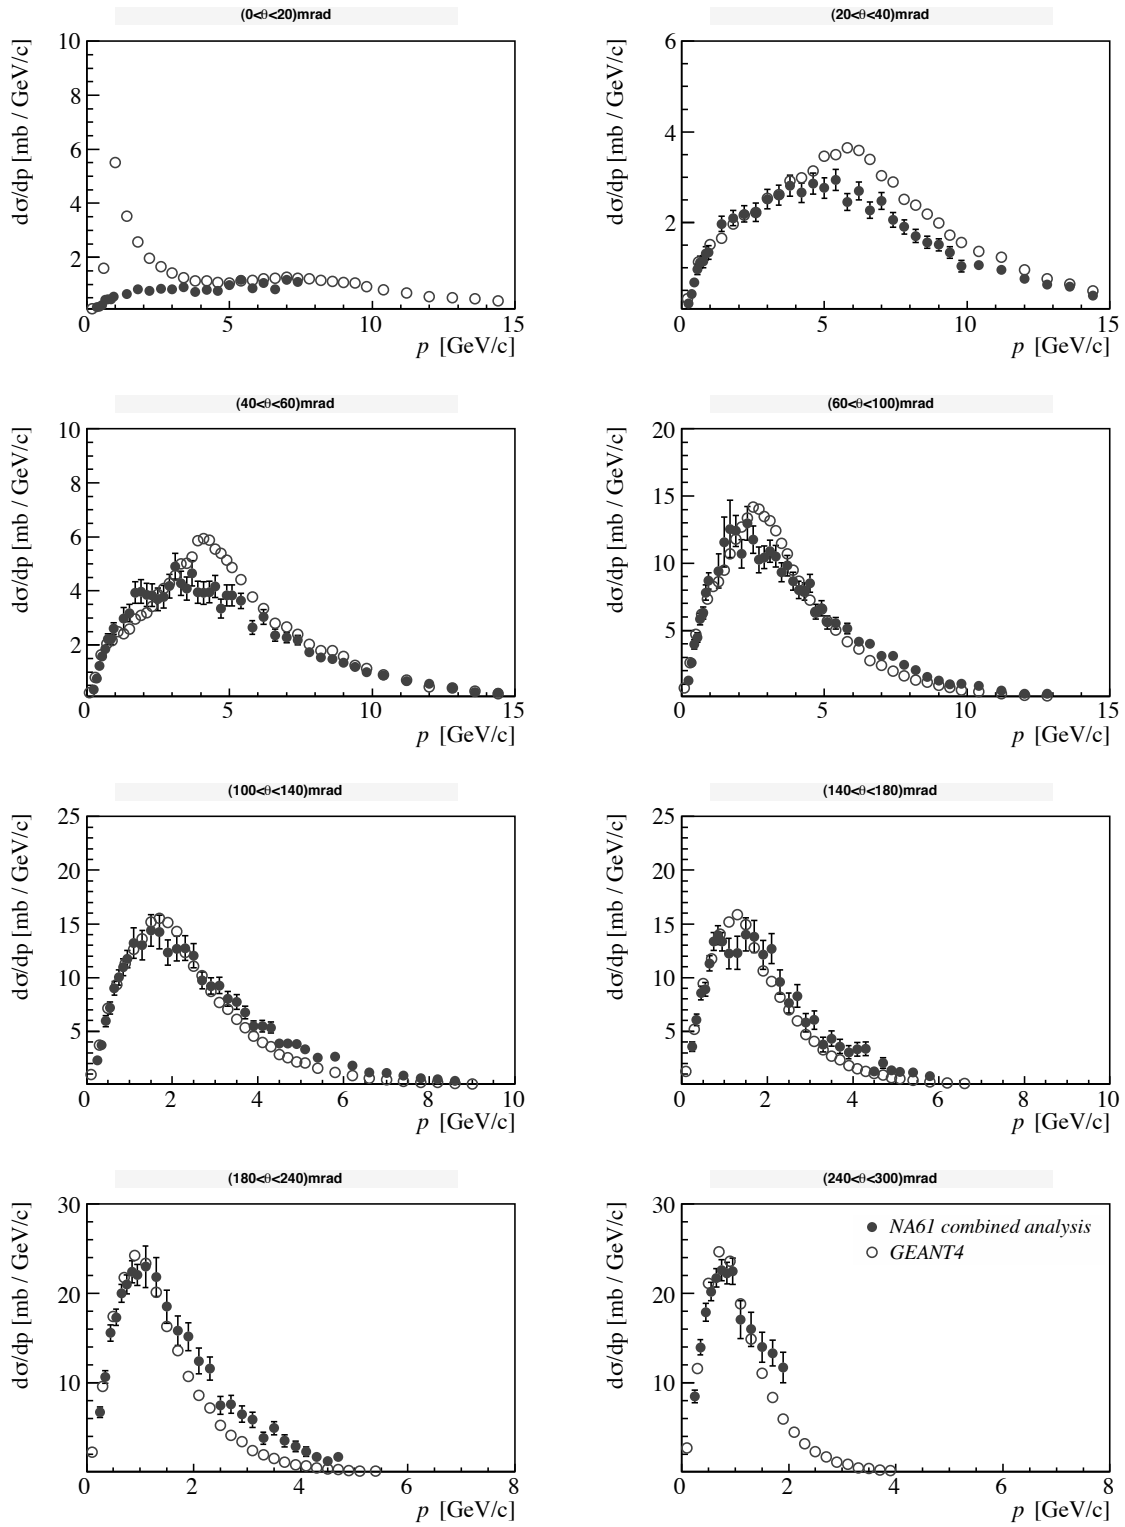 (0<θ<20)mrad
dσ/dp [mb / GeV/c]
10
8
6
4
2
0 5 10 15
p [GeV/c]
(20<θ<40)mrad
dσ/dp [mb / GeV/c]
6
4
2
0 5 10 15
p [GeV/c]
(40<θ<60)mrad
dσ/dp [mb / GeV/c]
10
8
6
4
2
0 5 10 15
p [GeV/c]
(60<θ<100)mrad
dσ/dp [mb / GeV/c]
20
15
10
5
0 5 10 15
p [GeV/c]
(100<θ<140)mrad
dσ/dp [mb / GeV/c]
25
20
15
10
5
0 2 4 6 8 10
p [GeV/c]
(140<θ<180)mrad
dσ/dp [mb / GeV/c]
25
20
15
10
5
0 2 4 6 8 10
p [GeV/c]
(180<θ<240)mrad
dσ/dp [mb / GeV/c]
30
20
10
0 2 4 6 8
p [GeV/c]
(240<θ<300)mrad
dσ/dp [mb / GeV/c]
30
20
10
NA61 combined analysis
GEANT4
0 2 4 6 8
p [GeV/c]